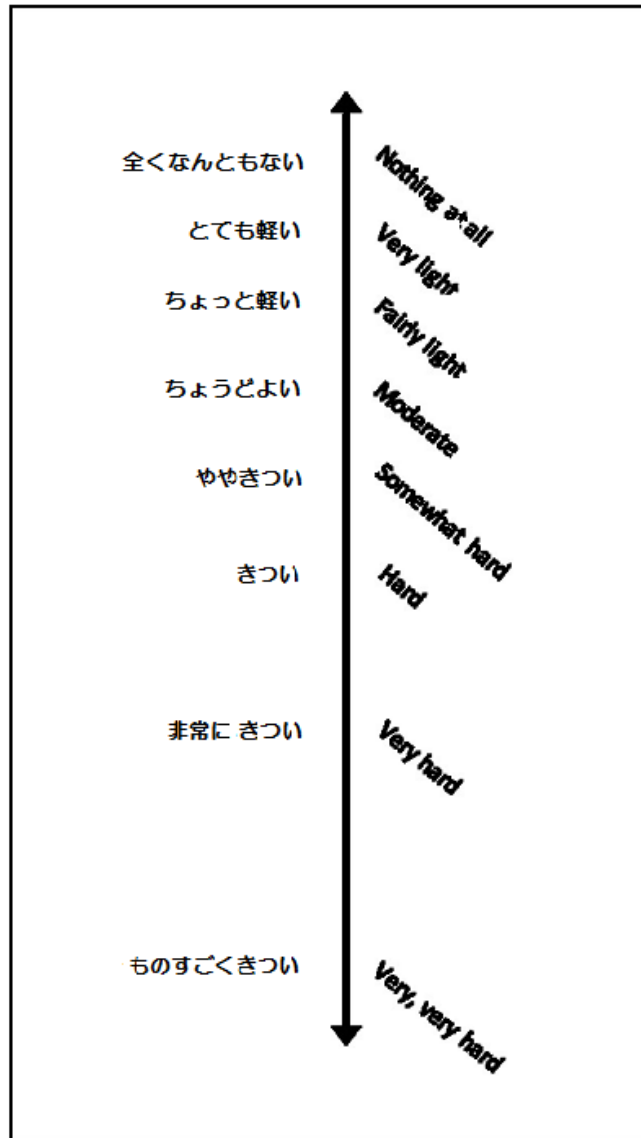 全くなんともない
Nothing at all
とても軽い
Very light
ちょっと軽い
Fairly light
ちょうどよい
Moderate
ややきつい
Somewhat hard
きつい
Hard
非常に きつい
Very hard
ものすごくきつい
Very, very hard